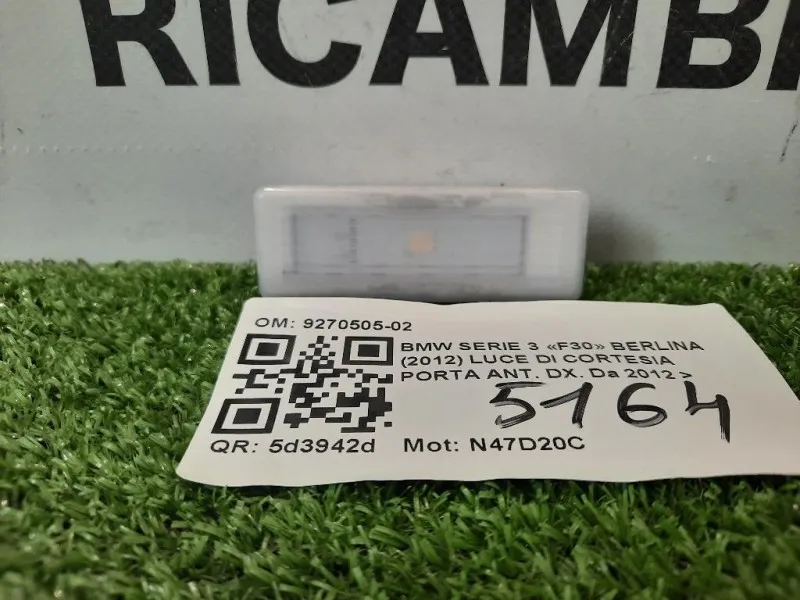 RICAMBI
OM: 9270505-02
BMW SERIE 3 «F30» BERLINA
(2012) LUCE DI CORTESIA
PORTA ANT. DX. Da 2012 >
5164
QR: 5d3942d Mot: N47D20C